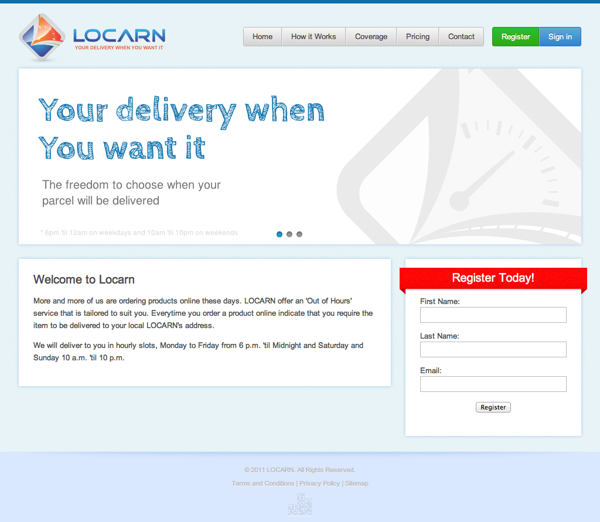 LOCARN
YOUR DELIVERY WHEN YOU WANT IT
Home
How it Works
Coverage
Pricing
Contact
Register
Sign in
Your delivery when
You want it
The freedom to choose when your
parcel will be delivered
* 6pm 'til 12am on weekdays and 10am 'til 10pm on weekends
Welcome to Locarn
More and more of us are ordering products online these days. LOCARN offer an 'Out of Hours'
service that is tailored to suit you. Everytime you order a product online indicate that you require the
item to be delivered to your local LOCARN's address.
We will deliver to you in hourly slots, Monday to Friday from 6 p.m. 'til Midnight and Saturday and
Sunday 10 a.m. 'til 10 p.m.
Register Today!
First Name:
Last Name:
Email:
Register
© 2011 LOCARN. All Rights Reserved.
Terms and Conditions | Privacy Policy | Sitemap